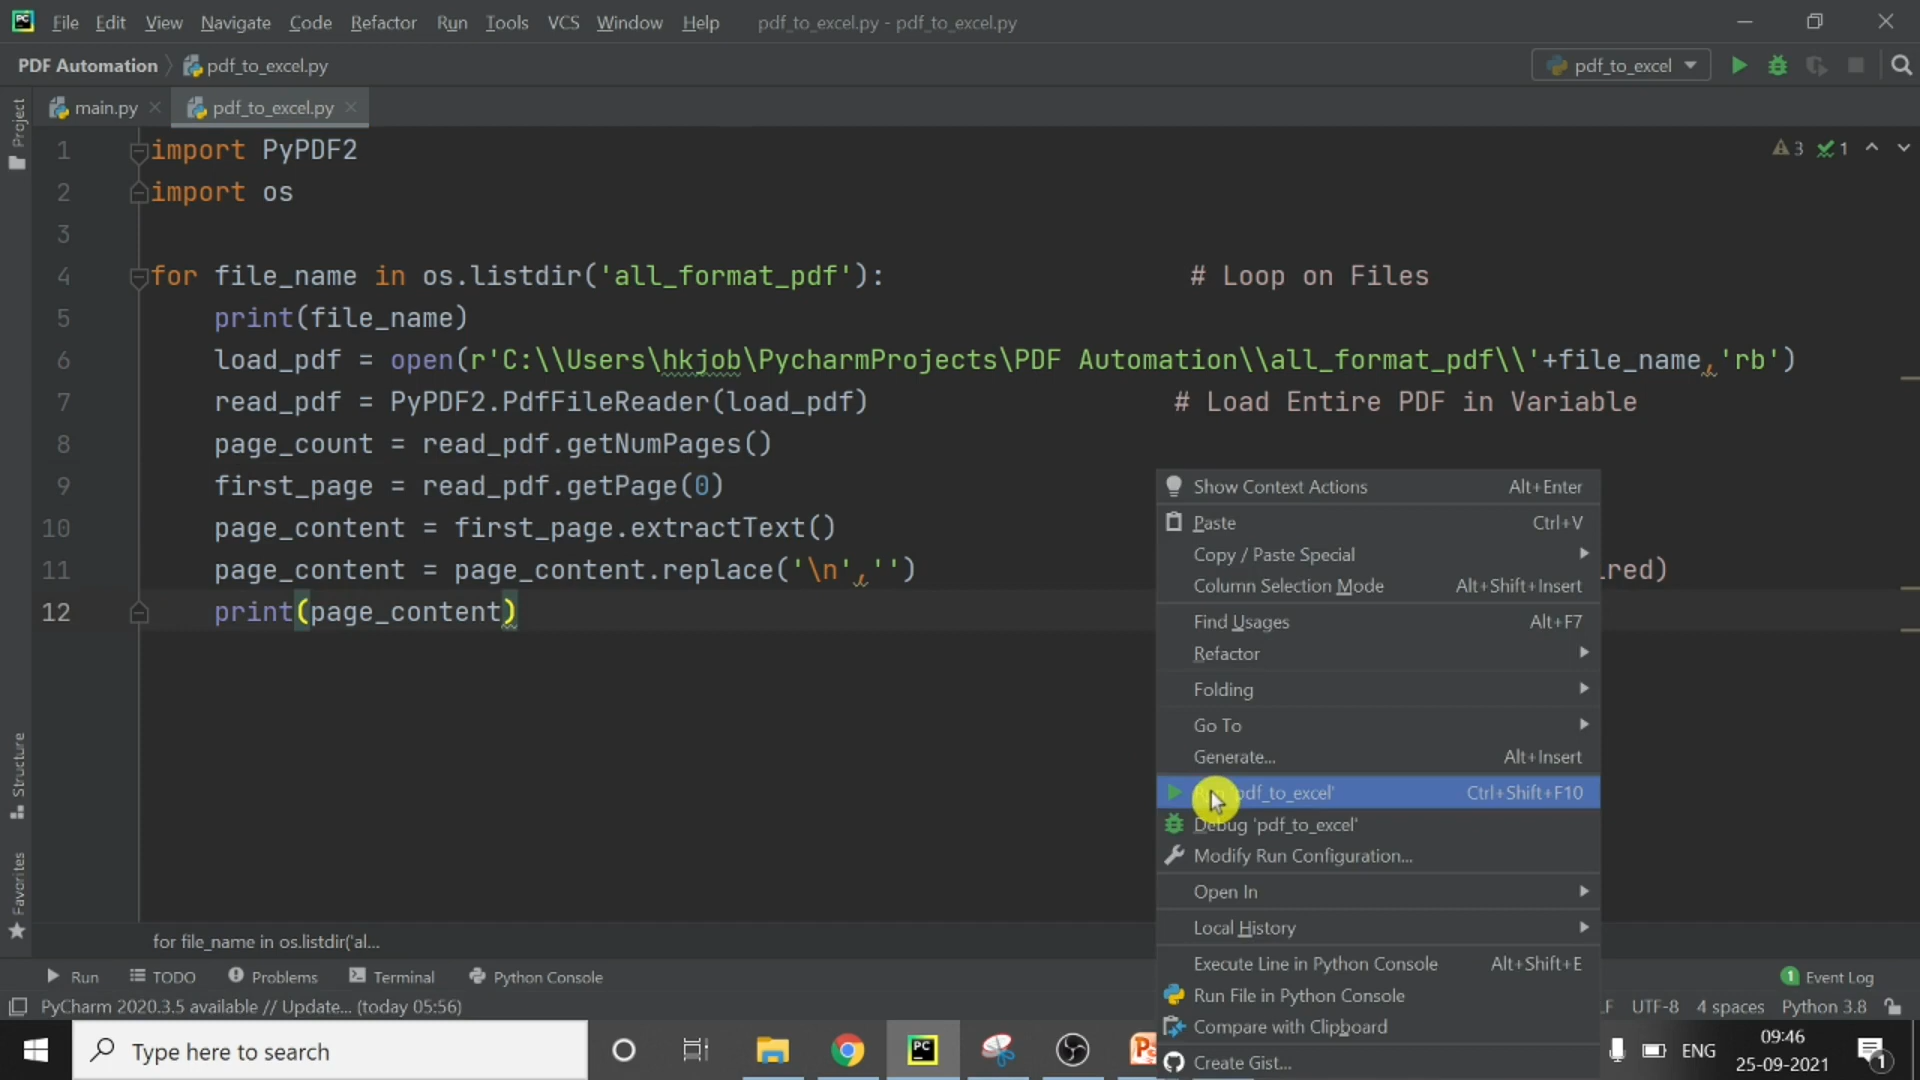 File Edit View Navigate Code Refactor Run Tools VCS Window Help pdf_to_excel.py - pdf_to_excel.py
PDF Automation pdf_to_excel.py
pdf_to_excel
main.py
pdf_to_excel.py
Project
3 1
1 import PyPDF2
2 import os
3
4 for file_name in os.listdir('all_format_pdf'): # Loop on Files
5 print(file_name)
6 load_pdf = open(r'C:\\Users\hkjob\PycharmProjects\PDF Automation\\all_format_pdf\\'+file_name,'rb')
7 read_pdf = PyPDF2.PdfFileReader(load_pdf) # Load Entire PDF in Variable
8 page_count = read_pdf.getNumPages()
9 first_page = read_pdf.getPage(0)
10 page_content = first_page.extractText()
11 page_content = page_content.replace('\n','') red)
12 print(page_content)
Show Context Actions Alt+Enter
Paste Ctrl+V
Copy / Paste Special
Column Selection Mode Alt+Shift+Insert
Find Usages Alt+F7
Refactor
Folding
Go To
Generate... Alt+Insert
Run 'pdf_to_excel' Ctrl+Shift+F10
Debug 'pdf_to_excel'
Modify Run Configuration...
Open In
Local History
Execute Line in Python Console Alt+Shift+E
Run File in Python Console
Compare with Clipboard
Create Gist...
Structure
Favorites
for file_name in os.listdir('al...
Run TODO Problems Terminal Python Console
1 Event Log
PyCharm 2020.3.5 available // Update... (today 05:56)
F UTF-8 4 spaces Python 3.8
Type here to search
PC
ENG
09:46
25-09-2021
1